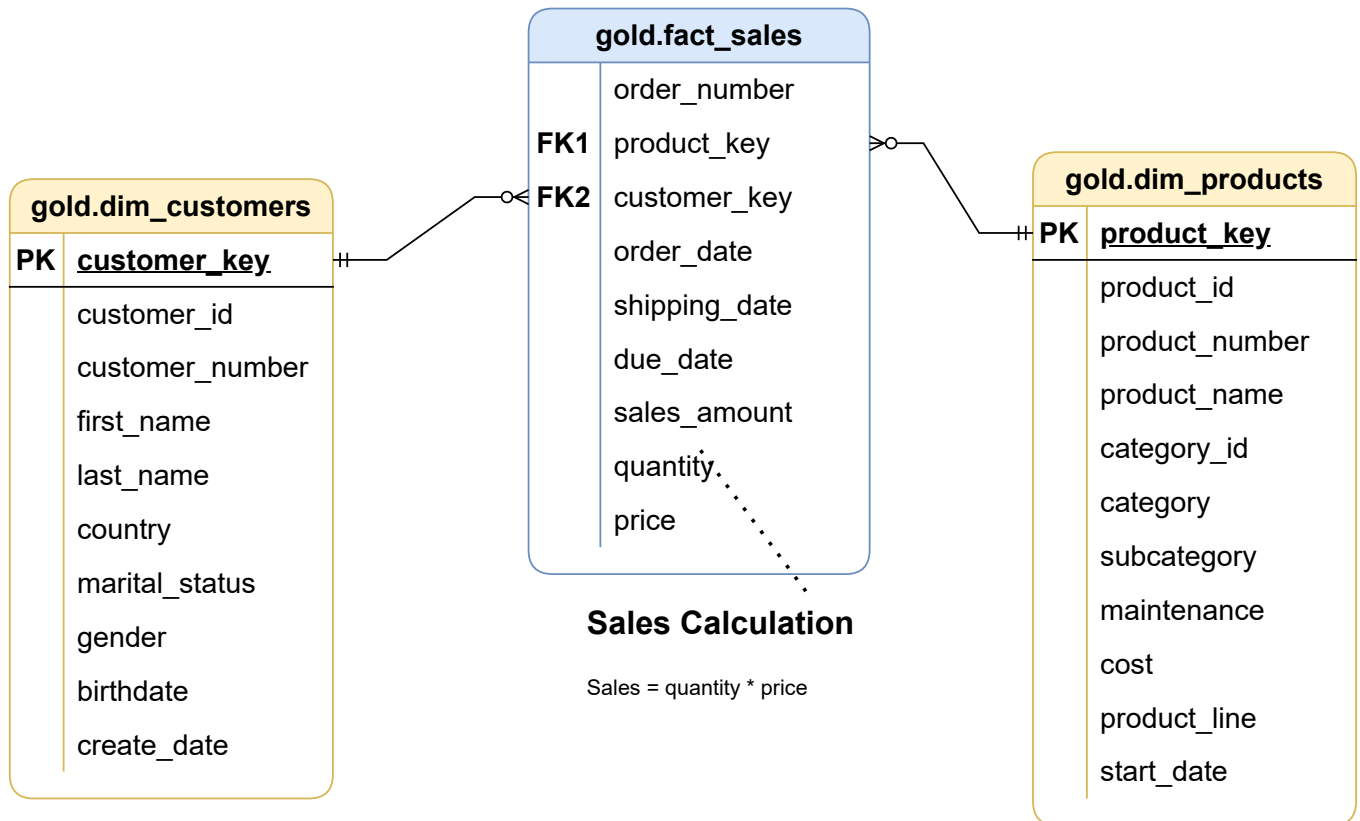 gold.fact_sales
order_number
FK1 product_key
FK2 customer_key
order_date
shipping_date
due_date
sales_amount
quantity
price
gold.dim_customers
PK customer_key
customer_id
customer_number
first_name
last_name
country
marital_status
gender
birthdate
create_date
gold.dim_products
PK product_key
product_id
product_number
product_name
category_id
category
subcategory
maintenance
cost
product_line
start_date
Sales Calculation
Sales = quantity * price